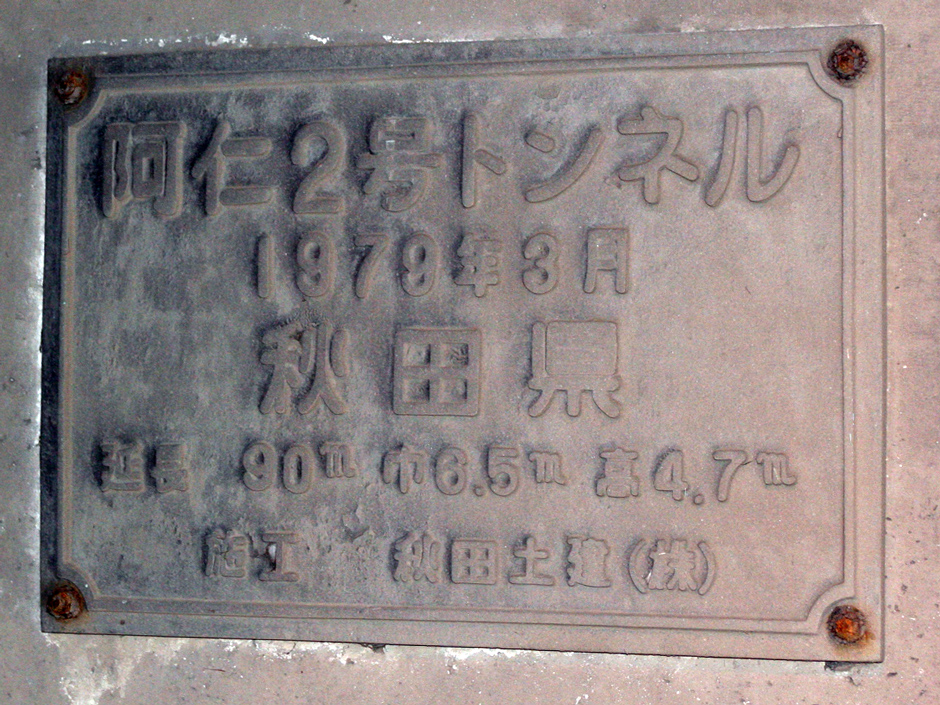 阿仁2号トンネル
1979年3月
秋田県
延長 90m 巾6.5m 高4.7m
施工 秋田土建(株)